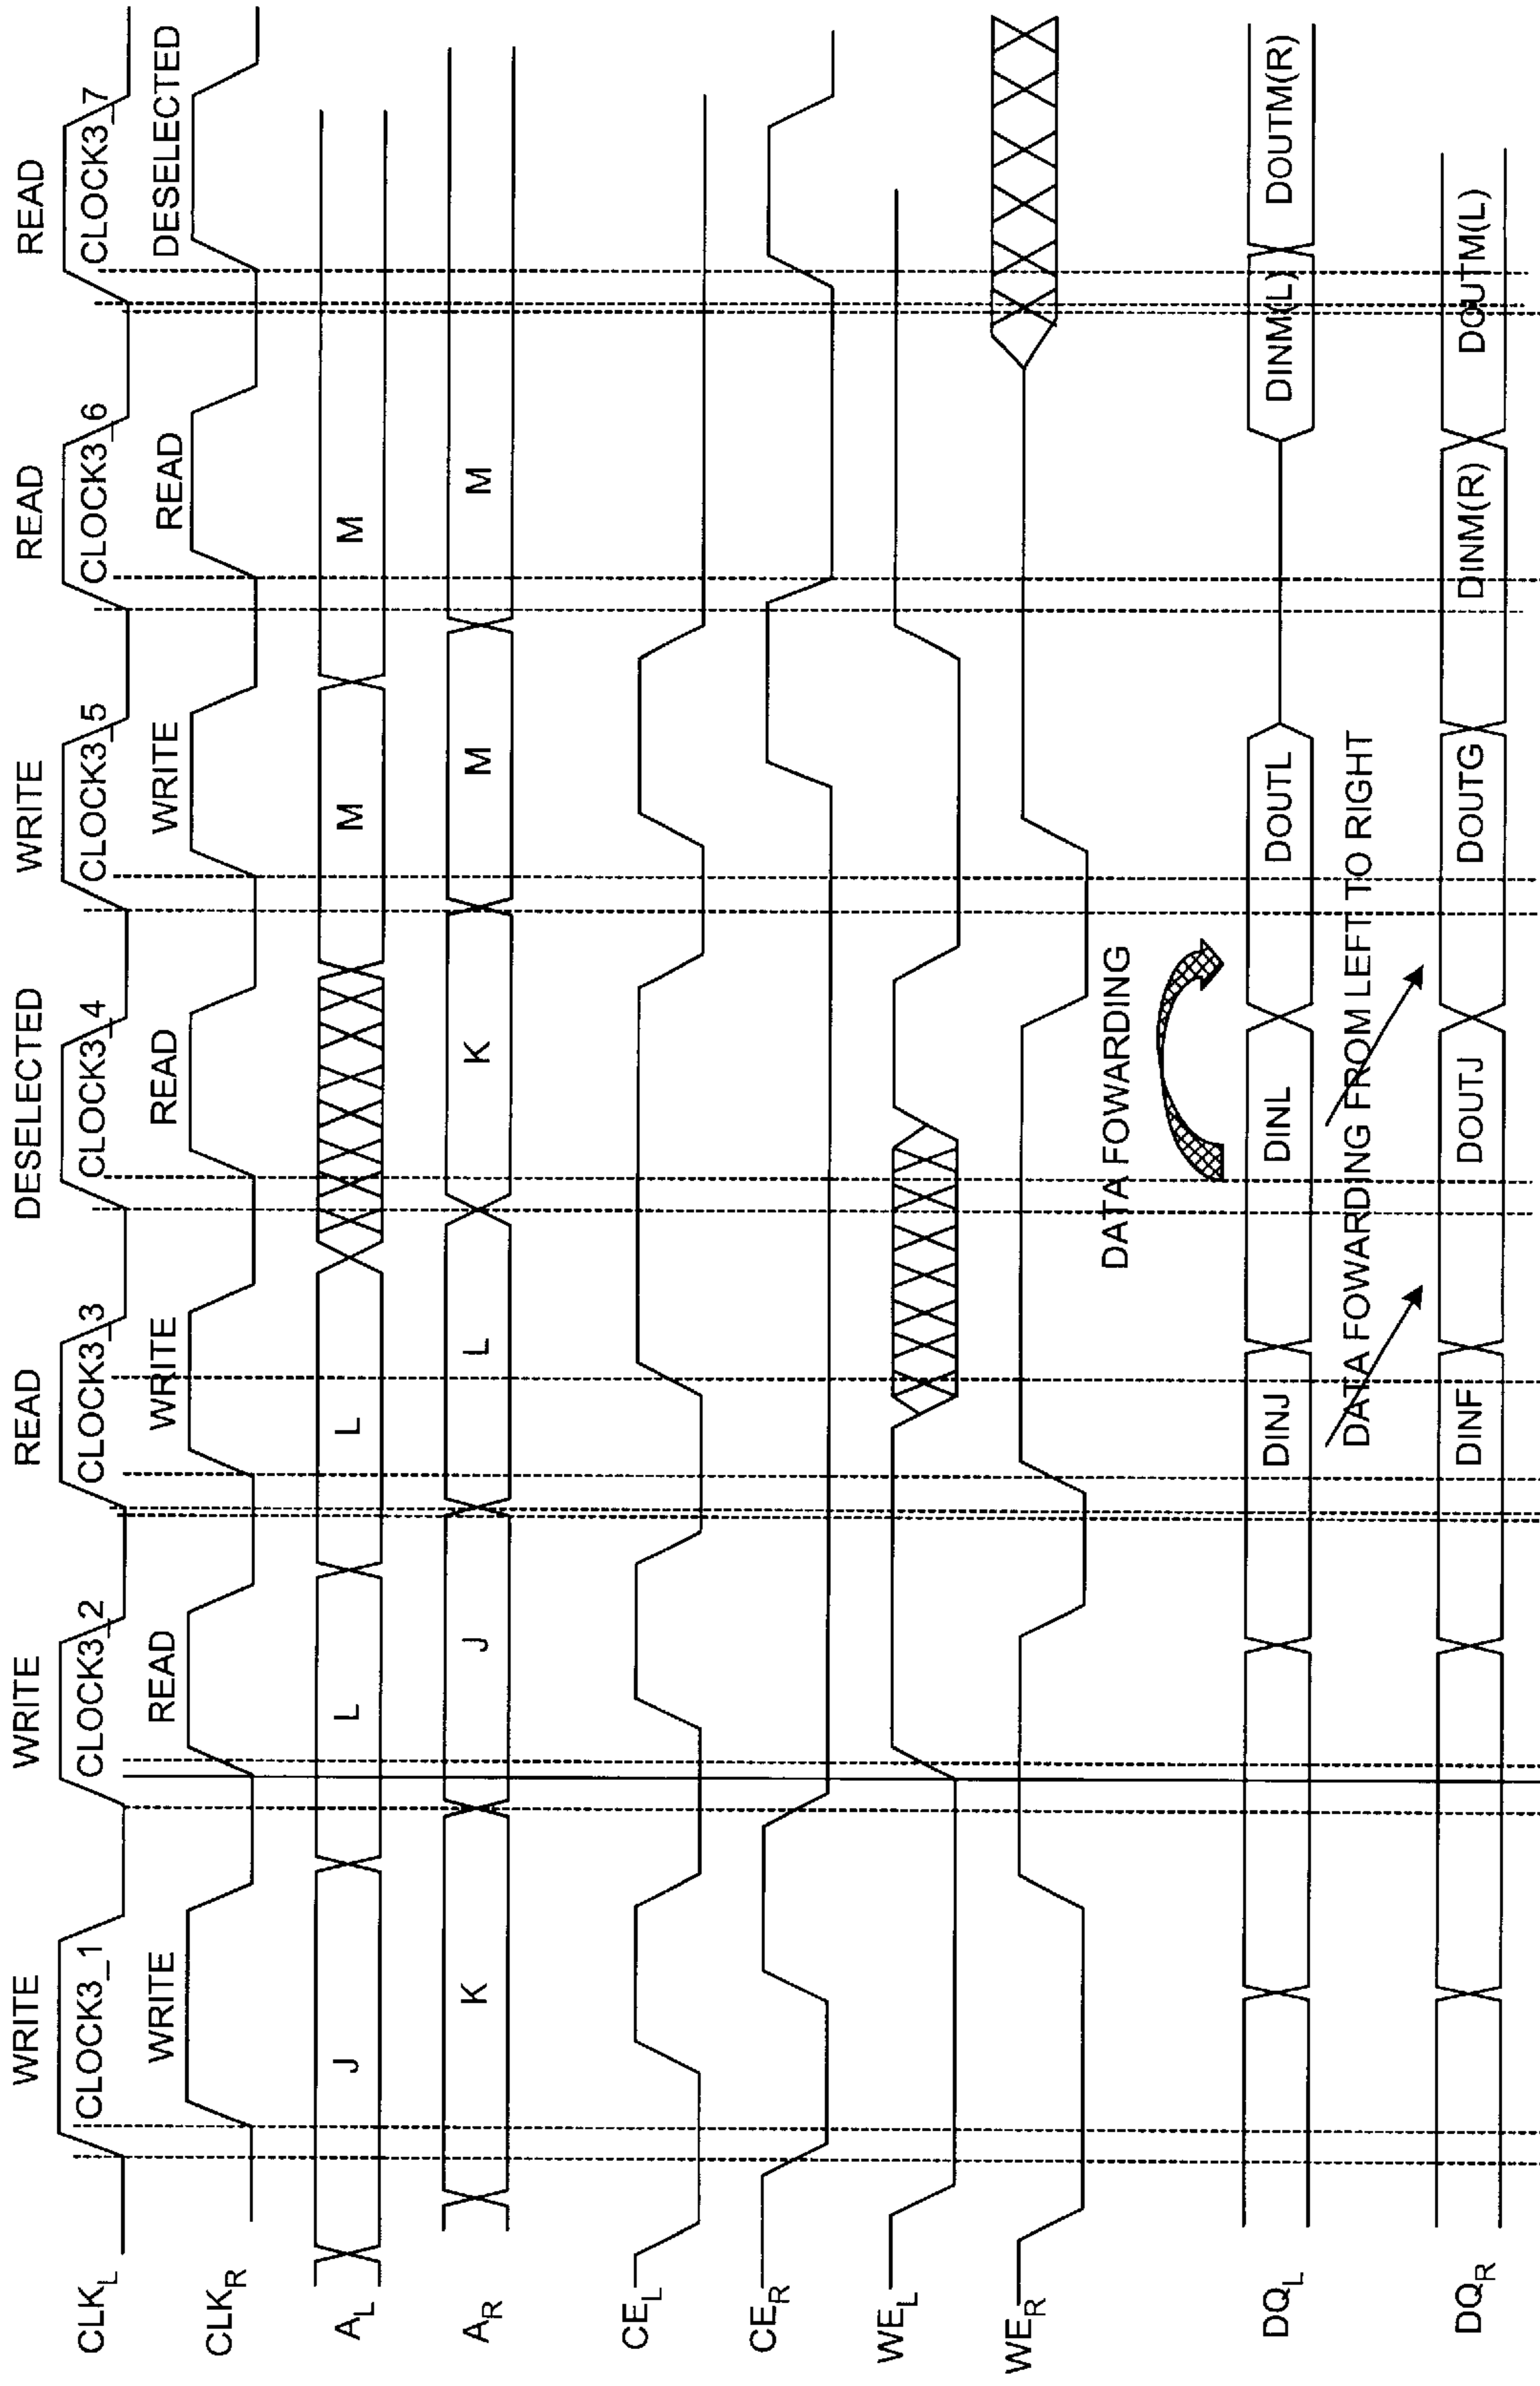 WRITE WRITE READ DESELECTED WRITE READ READ
CLK_L CLOCK3_1 CLOCK3_2 CLOCK3_3 CLOCK3_4 CLOCK3_5 CLOCK3_6 CLOCK3_7
WRITE READ WRITE READ WRITE READ DESELECTED
CLK_R
A_L J L L M M
A_R K J L K M M
CE_L
CE_R
WE_L
WE_R
DATA FOWARDING
DQ_L DINJ DINL DOUTL DINM(L) DOUTM(R)
DATA FOWARDING FROM LEFT TO RIGHT
DQ_R DINF DOUTJ DOUTG DINM(R) DOUTM(L)